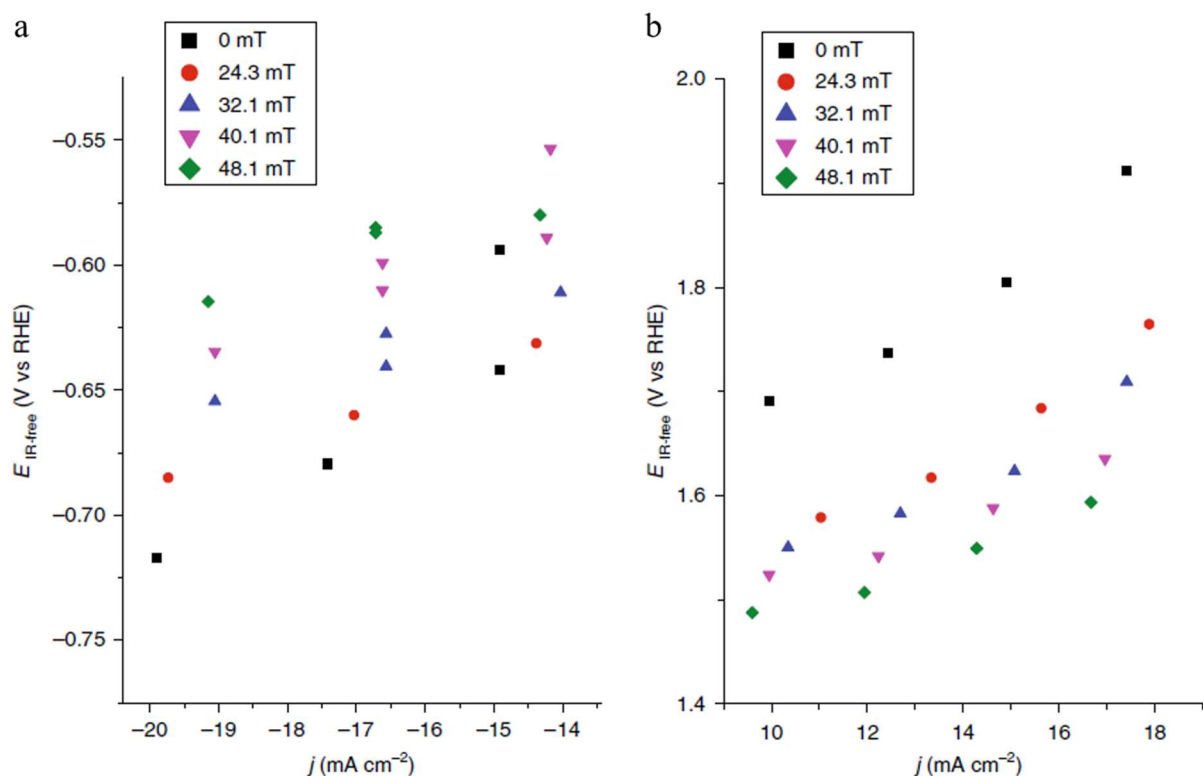 a
0 mT
24.3 mT
32.1 mT
40.1 mT
48.1 mT
−0.55
−0.60
−0.65
−0.70
−0.75
E IR-free (V vs RHE)
−20 −19 −18 −17 −16 −15 −14
j (mA cm−2)
b
0 mT
24.3 mT
32.1 mT
40.1 mT
48.1 mT
2.0
1.8
1.6
1.4
E IR-free (V vs RHE)
10 12 14 16 18
j (mA cm−2)